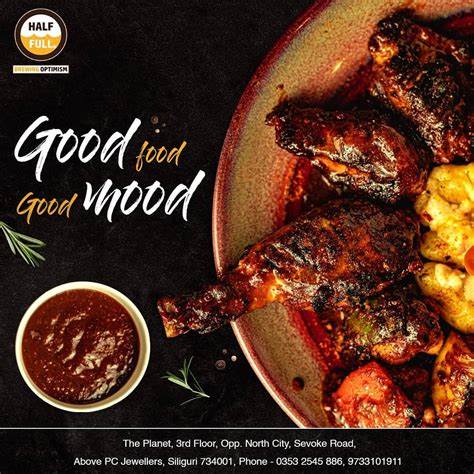 HALF
FULL
BREWING OPTIMISM
Good food
Good mood
The Planet, 3rd Floor, Opp. North City, Sevoke Road,
Above PC Jewellers, Siliguri 734001, Phone - 0353 2545 886, 9733101911